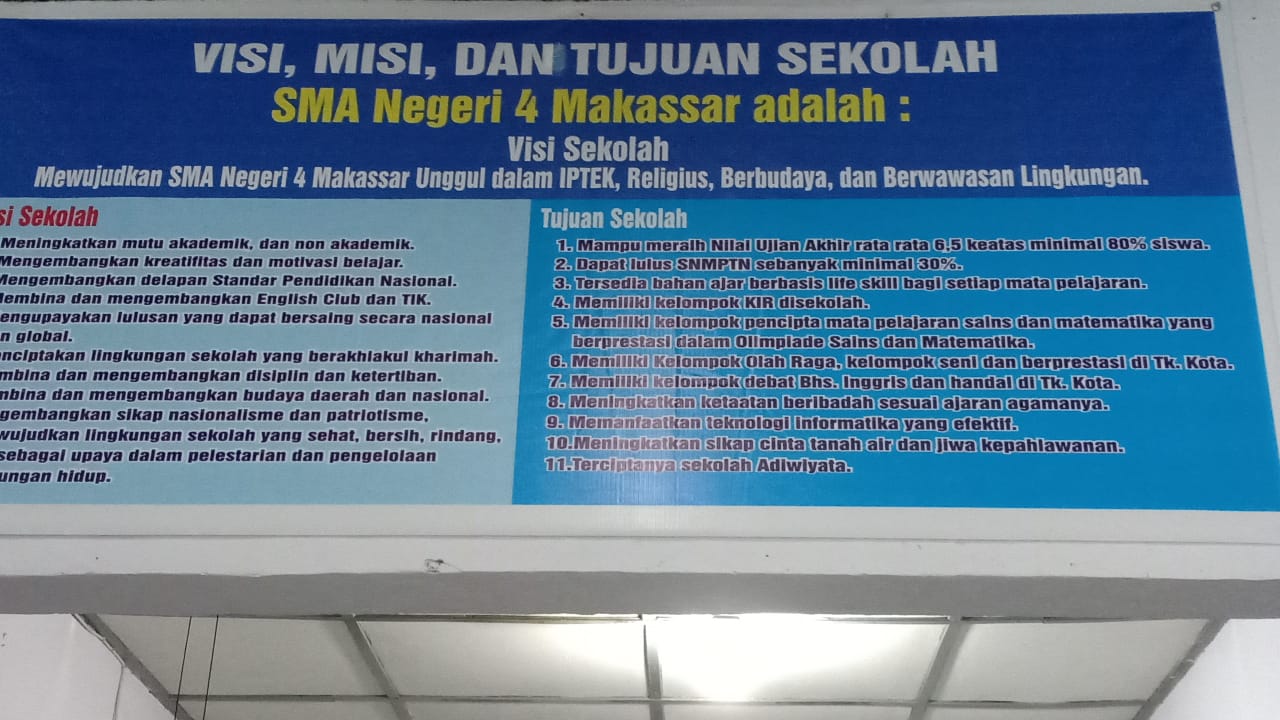 VISI, MISI, DAN TUJUAN SEKOLAH
SMA Negeri 4 Makassar adalah :
Visi Sekolah
Mewujudkan SMA Negeri 4 Makassar Unggul dalam IPTEK, Religius, Berbudaya, dan Berwawasan Lingkungan.
si Sekolah
Meningkatkan mutu akademik, dan non akademik.
Mengembangkan kreatifitas dan motivasi belajar.
Mengembangkan delapan Standar Pendidikan Nasional.
embina dan mengembangkan English Club dan TIK.
engupayakan lulusan yang dapat bersaing secara nasional
n global.
nciptakan lingkungan sekolah yang berakhlakul kharimah.
mbina dan mengembangkan disiplin dan ketertiban.
mbina dan mengembangkan budaya daerah dan nasional.
gembangkan sikap nasionalisme dan patriotisme,
wujudkan lingkungan sekolah yang sehat, bersih, rindang,
sebagai upaya dalam pelestarian dan pengelolaan
ungan hidup.
Tujuan Sekolah
1. Mampu meraih Nilai Ujian Akhir rata rata 6,5 keatas minimal 80% siswa.
2. Dapat lulus SNMPTN sebanyak minimal 30%.
3. Tersedia bahan ajar berbasis life skill bagi setiap mata pelajaran.
4. Memiliki kelompok KIR disekolah.
5. Memiliki kelompok pencipta mata pelajaran sains dan matematika yang
berprestasi dalam Olimpiade Sains dan Matematika.
6. Memiliki Kelompok Olah Raga, kelompok seni dan berprestasi di Tk. Kota.
7. Memiliki kelompok debat Bhs. Inggris dan handal di Tk. Kota.
8. Meningkatkan ketaatan beribadah sesuai ajaran agamanya.
9. Memanfaatkan teknologi informatika yang efektif.
10.Meningkatkan sikap cinta tanah air dan jiwa kepahlawanan.
11.Terciptanya sekolah Adiwiyata.